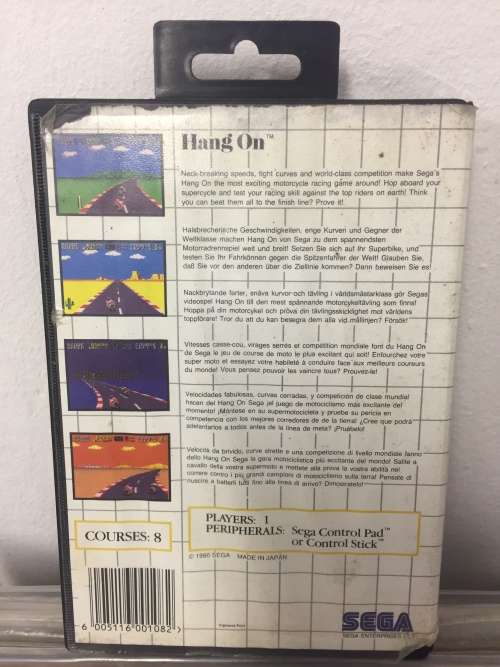 Hang On™
Neck-breaking speeds, tight curves and world-class competition make Sega's
Hang On the most exciting motorcycle racing game around! Hop aboard your
supercycle and test your racing skill against the top riders on earth! Think
you can beat them all to the finish line? Prove it!
Halsbrecherische Geschwindigkeiten, enge Kurven und Gegner der
Weltklasse machen Hang On von Sega zu dem spannendsten
Motorradrennspiel weit und breit! Setzen Sie sich auf Ihr Superbike, und
testen Sie Ihr Fahrkönnen gegen die Spitzenfahrer der Welt! Glauben Sie,
daß Sie vor den anderen über die Ziellinie kommen? Dann beweisen Sie es!
Nackbrytande farter, snäva kurvor och tävling i världsmästarklass gör Segas
videospel Hang On till den mest spännande motorcykeltävling som finns!
Hoppa på din motorcykel och pröva din tävlingsskicklighet mot världens
toppförare! Tror du att du kan besegra dem alla vid mållinjen? Försök!
Vitesses casse-cou, virages serrés et compétition mondiale font du Hang On
de Sega le jeu de course de moto le plus excitant qui soit! Enfourchez votre
super moto et essayez votre habileté à conduire face aux meilleurs coureurs
du monde! Vous pensez pouvoir les vaincre tous? Prouvez-le!
Velocidades fabulosas, curvas cerradas, y competición de clase mundial
hacen del Hang On Sega ¡el juego de motociclismo más excitante del
momento! ¡Móntese en su supermotocicleta y pruebe su pericia en
competencia con los mejores corredores de de la tierra! ¿Cree que podrá
adelantarlos a todos antes de la línea de meta? ¡Pruébelo!
Velocità da brivido, curve strette e una competizione di livello mondiale fanno
dello Hang On Sega la gara motociclistica più eccitante del mondo! Salite a
cavallo della vostra supermoto e mettete alla prova la vostra abilità nel
correre contro i più grandi campioni di motociclismo sulla terra! Pensate di
riuscire a batterli tutti fino alla linea di arrivo? Dimostratelo!
COURSES: 8
PLAYERS: 1
PERIPHERALS: Sega Control Pad™
or Control Stick™
© 1986 SEGA MADE IN JAPAN
6 005116 001082 >
SEGA
SEGA ENTERPRISES LTD.